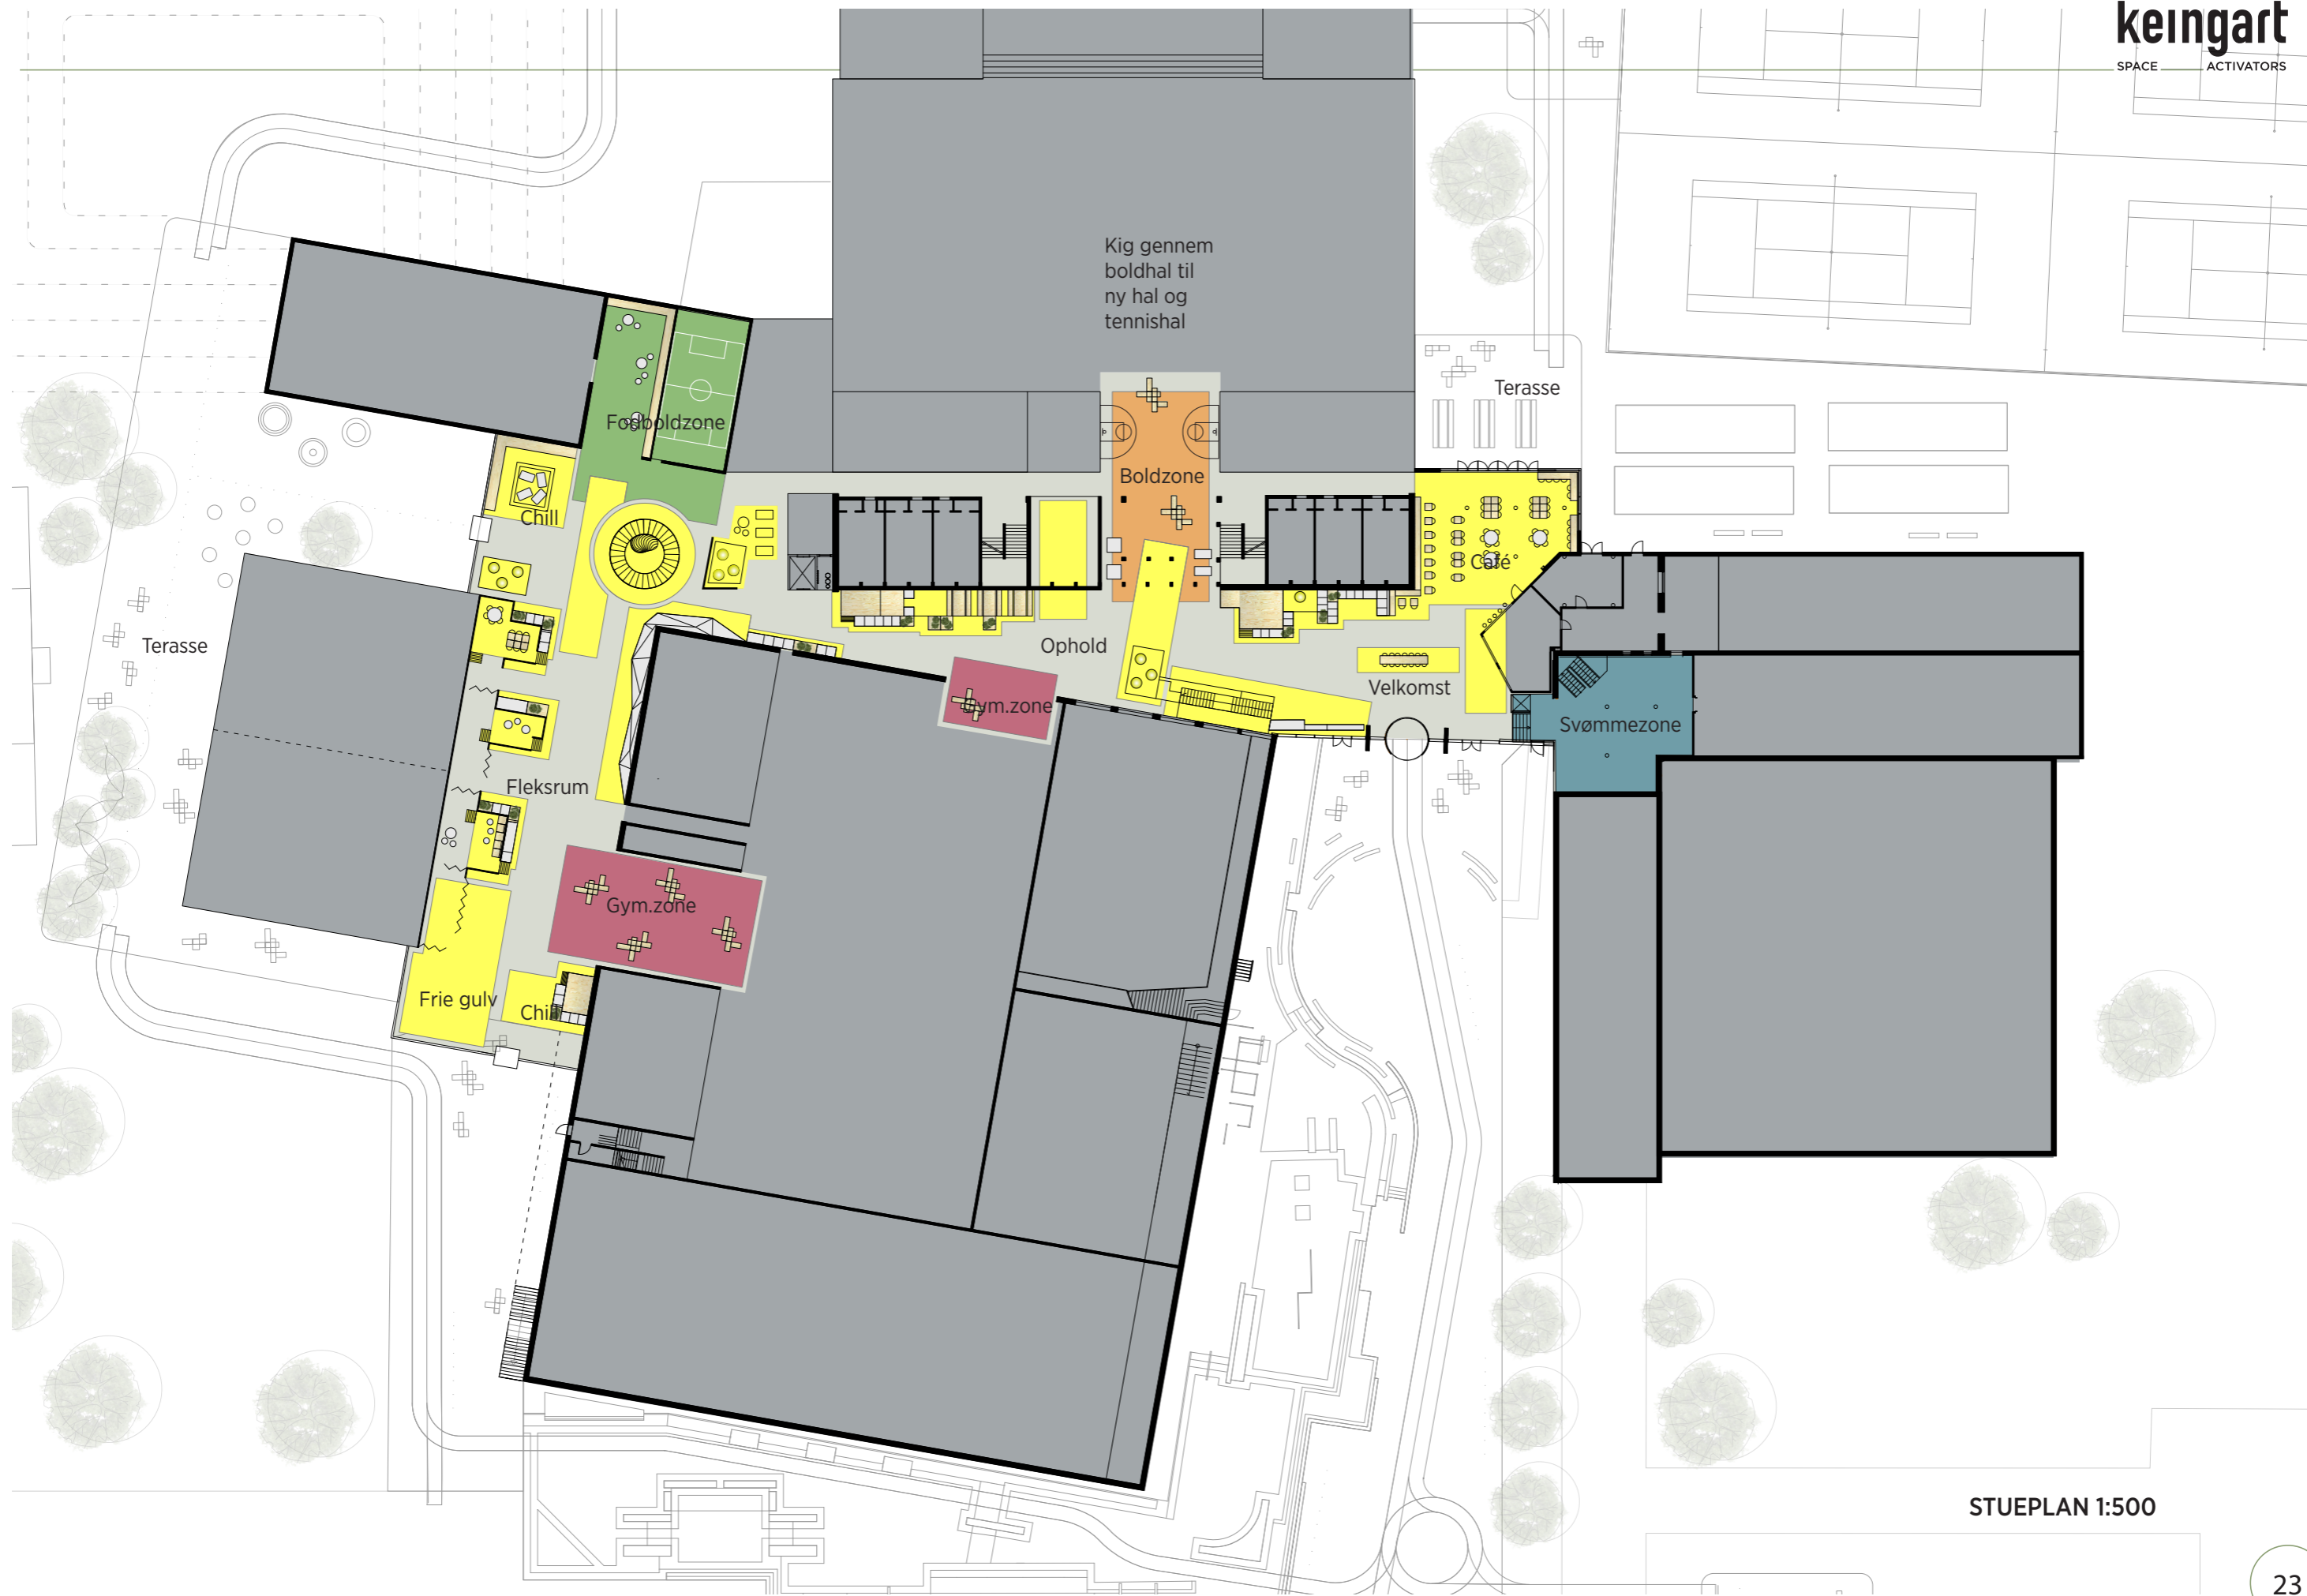 keingart
SPACE ACTIVATORS
Kig gennem
boldhal til
ny hal og
tennishal
Terasse
Fodboldzone
Boldzone
Chill
Café
Terasse
Ophold
Velkomst
Gym.zone
Svømmezone
Fleksrum
Gym.zone
Frie gulv
Chill
STUEPLAN 1:500
23